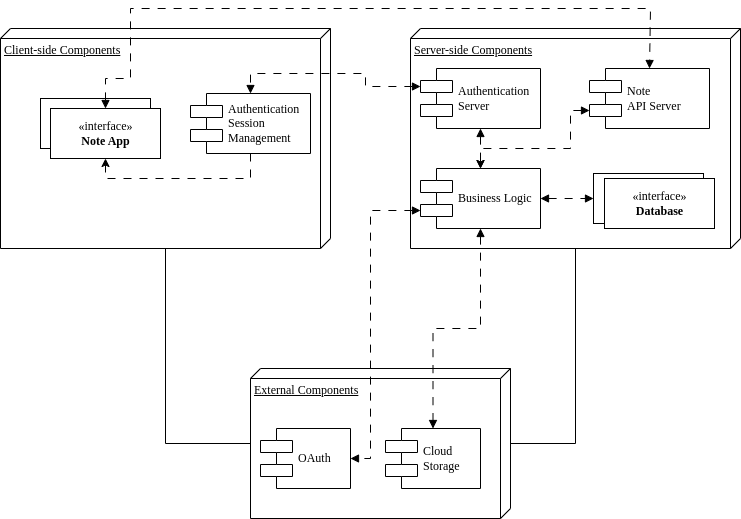 Client-side Components
«interface»
Note App
Authentication
Session
Management
Server-side Components
Authentication
Server
Note
API Server
Business Logic
«interface»
Database
External Components
OAuth
Cloud
Storage